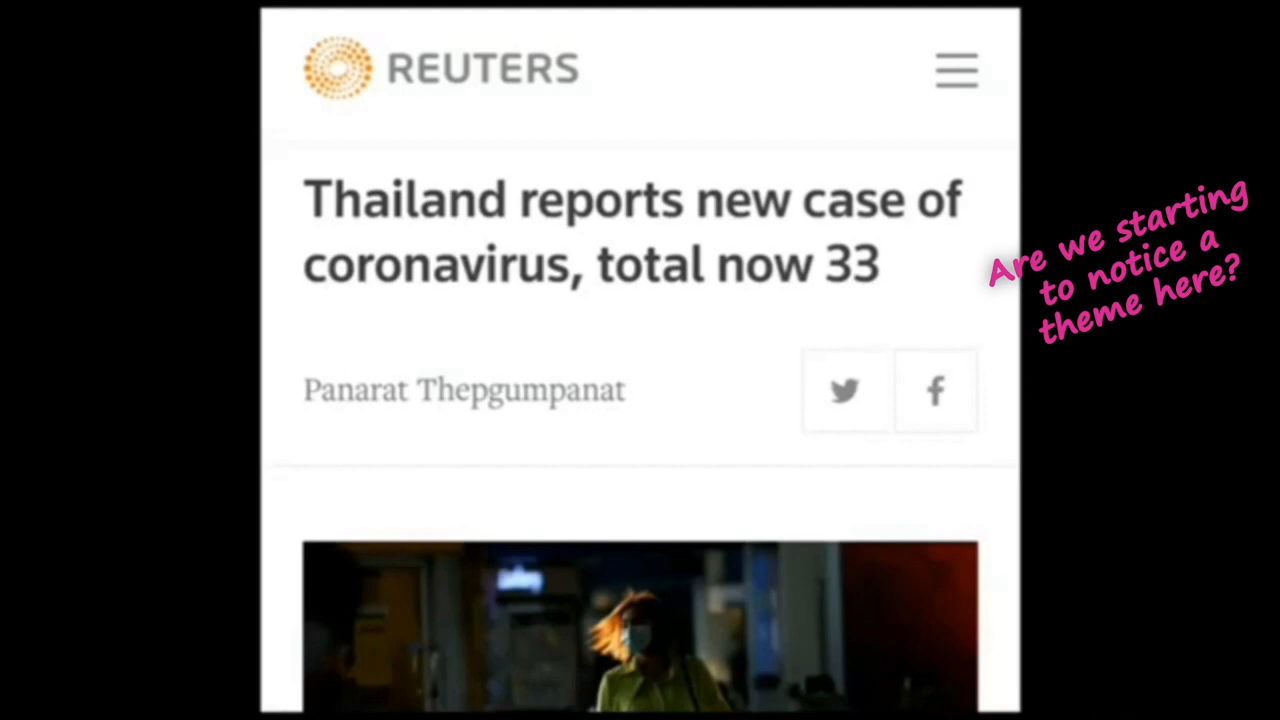 REUTERS
Thailand reports new case of
coronavirus, total now 33
Panarat Thepgumpanat
Are we starting
to notice a
theme here?